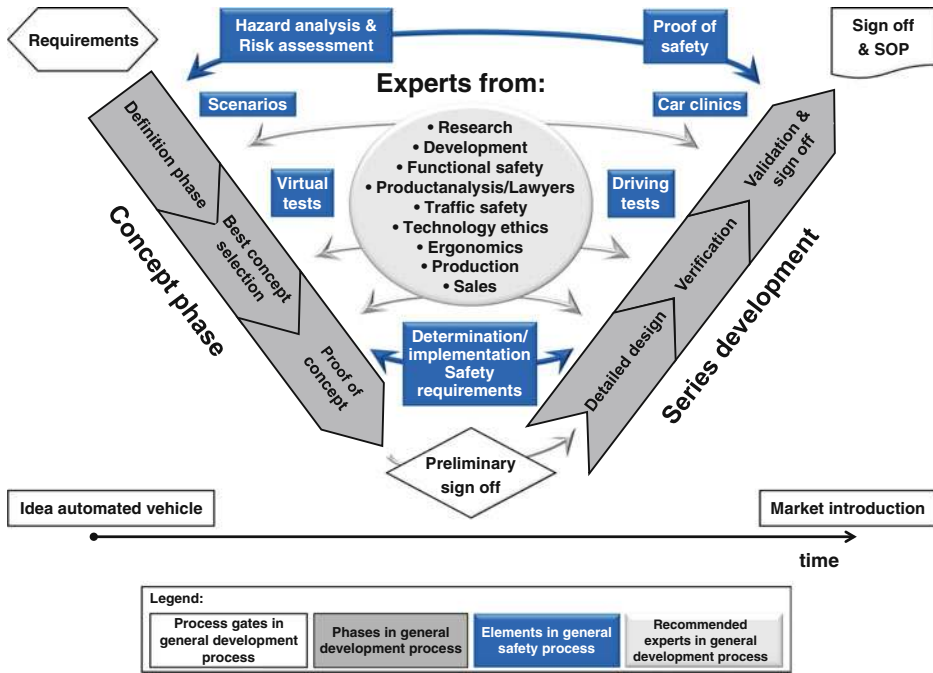 Requirements
Hazard analysis &
Risk assessment
Proof of
safety
Sign off
& SOP
Experts from:
Scenarios
Car clinics
• Research
• Development
• Functional safety
• Productanalysis/Lawyers
• Traffic safety
• Technology ethics
• Ergonomics
• Production
• Sales
Virtual
tests
Driving
tests
Definition phase
Best concept
selection
Proof of
concept
Concept phase
Validation &
sign off
Verification
Detailed design
Series development
Determination/
implementation
Safety
requirements
Preliminary
sign off
Idea automated vehicle
Market introduction
time
Legend:
Process gates in
general development
process
Phases in general
development process
Elements in general
safety process
Recommended
experts in general
development process